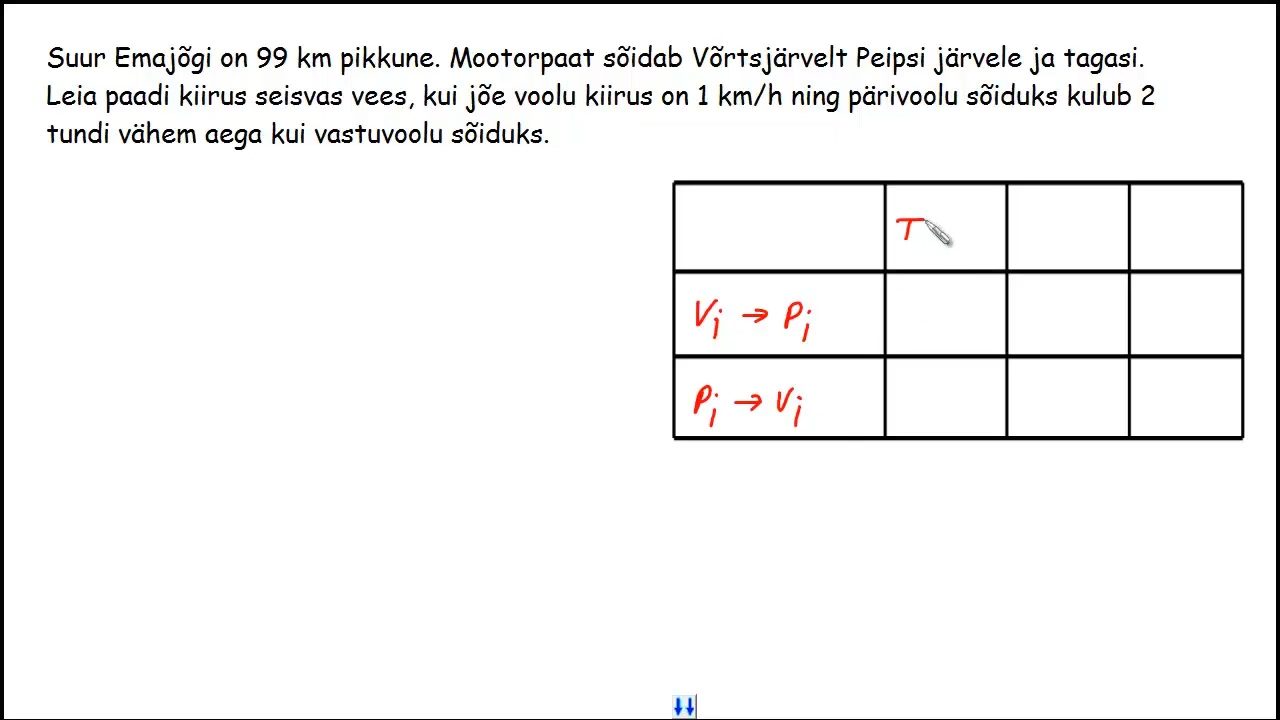 Suur Emajõgi on 99 km pikkune. Mootorpaat sõidab Võrtsjärvelt Peipsi järvele ja tagasi.
Leia paadi kiirus seisvas vees, kui jõe voolu kiirus on 1 km/h ning pärivoolu sõiduks kulub 2
tundi vähem aega kui vastuvoolu sõiduks.
T
Vj → Pj
Pj → Vj